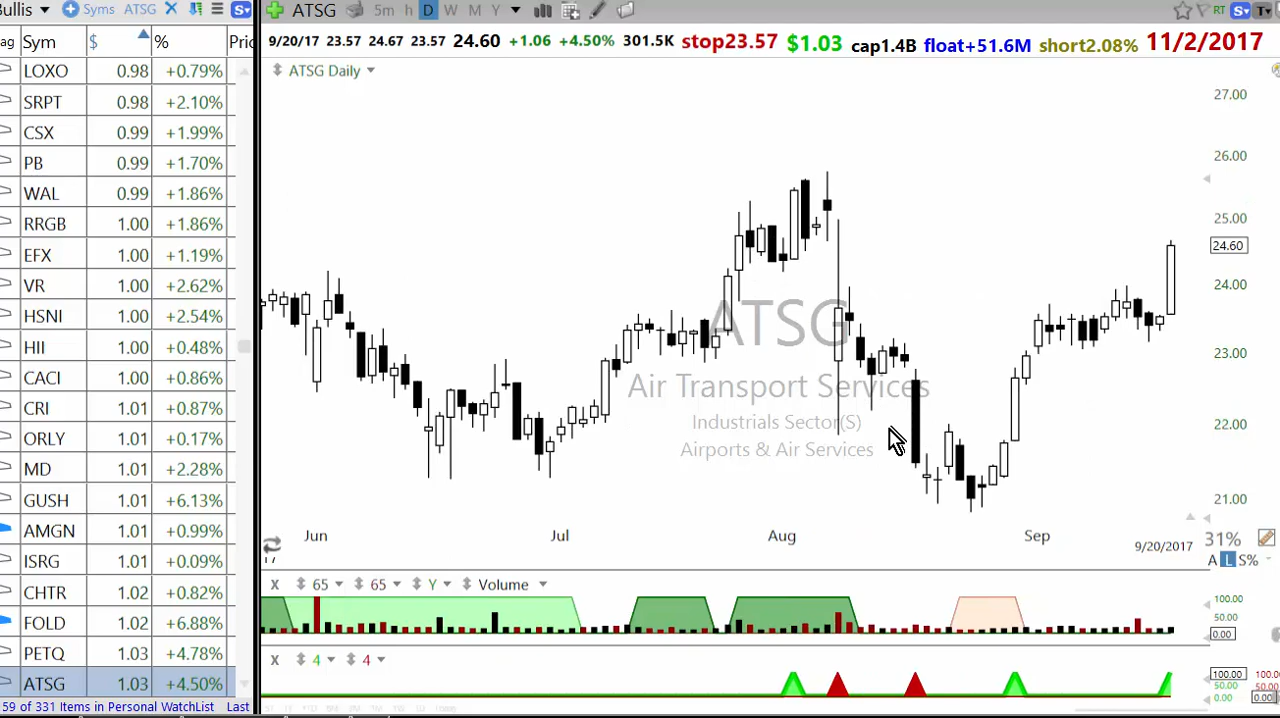 Bullis Syms ATSG
ATSG 5m h D W M Y RT
ag Sym $ % Pric
9/20/17 23.57 24.67 23.57 24.60 +1.06 +4.50% 301.5K stop23.57 $1.03 cap1.4B float+51.6M short2.08% 11/2/2017
LOXO 0.98 +0.79%
SRPT 0.98 +2.10%
CSX 0.99 +1.99%
PB 0.99 +1.70%
WAL 0.99 +1.86%
RRGB 1.00 +1.86%
EFX 1.00 +1.19%
VR 1.00 +2.62%
HSNI 1.00 +2.54%
HII 1.00 +0.48%
CACI 1.00 +0.86%
CRI 1.01 +0.87%
ORLY 1.01 +0.79%
MD 1.01 +2.28%
GUSH 1.01 +6.13%
AMGN 1.01 +0.99%
ISRG 1.01 +0.09%
CHTR 1.02 +0.82%
FOLD 1.02 +6.88%
PETQ 1.03 +4.78%
ATSG 1.03 +4.50%
59 of 331 Items in Personal WatchList Last
ATSG Daily
27.00
26.00
25.00
24.60
24.00
23.00
22.00
21.00
ATSG
Air Transport Services
Industrials Sector(S)
Airports & Air Services
Jun Jul Aug Sep 9/20/2017
31%
A L S%
X 65 65 Y Volume
100.00
50.00
0.00
X 4 4
100.00 100.00
50.00 50.00
0.00 0.00